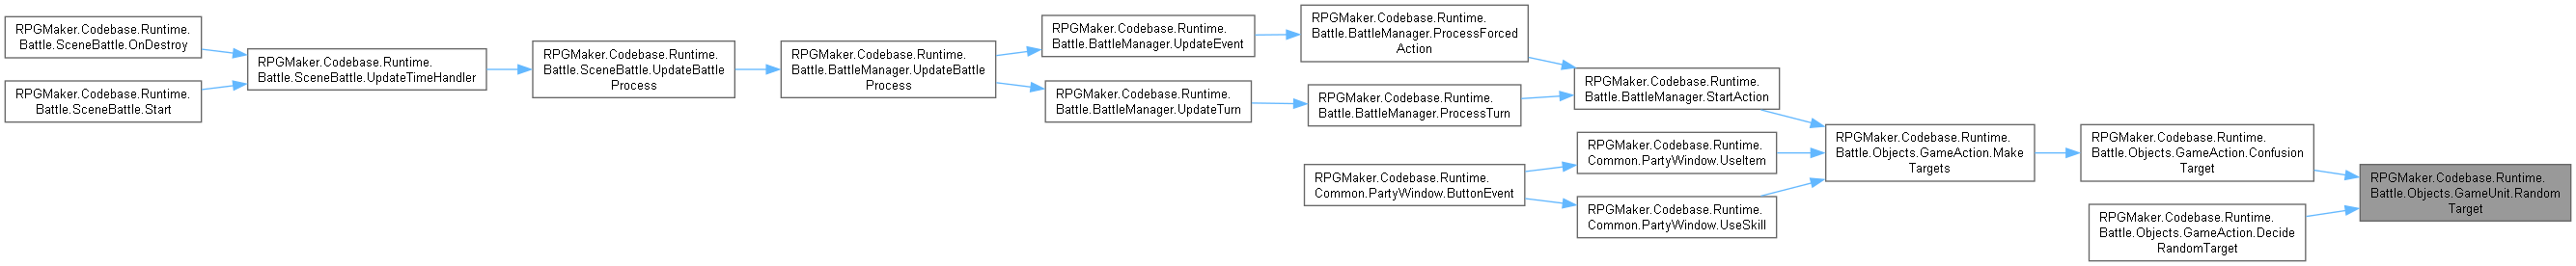 RPGMaker.Codebase.Runtime.
Battle.SceneBattle.OnDestroy
RPGMaker.Codebase.Runtime.
Battle.SceneBattle.Start
RPGMaker.Codebase.Runtime.
Battle.SceneBattle.UpdateTimeHandler
RPGMaker.Codebase.Runtime.
Battle.SceneBattle.UpdateBattle
Process
RPGMaker.Codebase.Runtime.
Battle.BattleManager.UpdateBattle
Process
RPGMaker.Codebase.Runtime.
Battle.BattleManager.UpdateEvent
RPGMaker.Codebase.Runtime.
Battle.BattleManager.UpdateTurn
RPGMaker.Codebase.Runtime.
Battle.BattleManager.ProcessForced
Action
RPGMaker.Codebase.Runtime.
Battle.BattleManager.ProcessTurn
RPGMaker.Codebase.Runtime.
Common.PartyWindow.ButtonEvent
RPGMaker.Codebase.Runtime.
Battle.BattleManager.StartAction
RPGMaker.Codebase.Runtime.
Common.PartyWindow.UseItem
RPGMaker.Codebase.Runtime.
Common.PartyWindow.UseSkill
RPGMaker.Codebase.Runtime.
Battle.Objects.GameAction.Make
Targets
RPGMaker.Codebase.Runtime.
Battle.Objects.GameAction.Confusion
Target
RPGMaker.Codebase.Runtime.
Battle.Objects.GameAction.Decide
RandomTarget
RPGMaker.Codebase.Runtime.
Battle.Objects.GameUnit.Random
Target